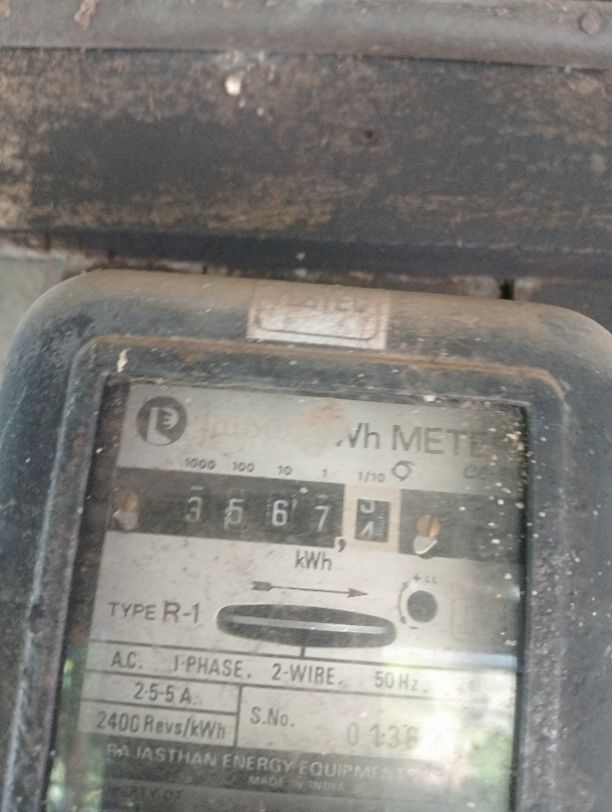 Wh METE
1000 100 10 1 1/10
3 5 6 7 ,
kWh
TYPE R-1
+
A.C. 1-PHASE, 2-WIRE, 50 Hz.
2·5-5 A.
2400 Revs/kWh
S.No. 0136
RAJASTHAN ENERGY EQUIPMENT
MADE IN INDIA